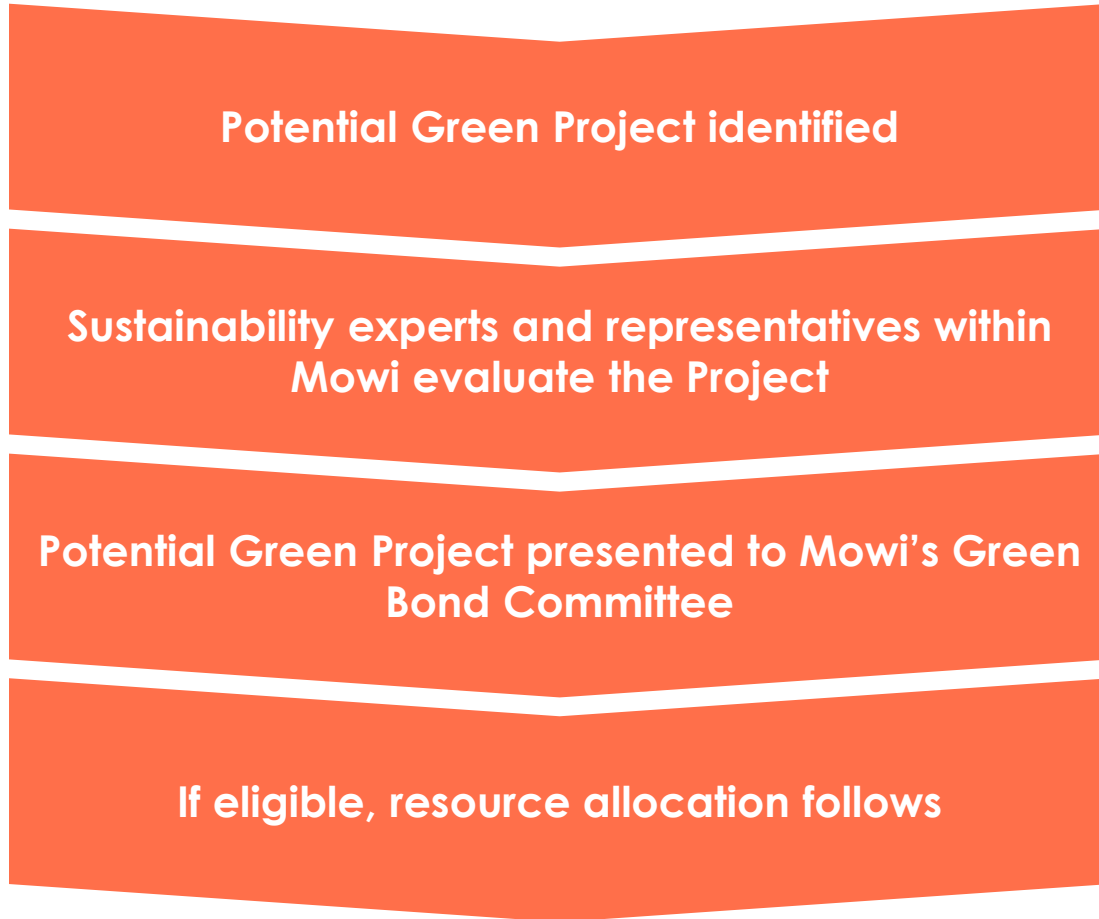 Potential Green Project identified
Sustainability experts and representatives within
Mowi evaluate the Project
Potential Green Project presented to Mowi’s Green
Bond Committee
If eligible, resource allocation follows